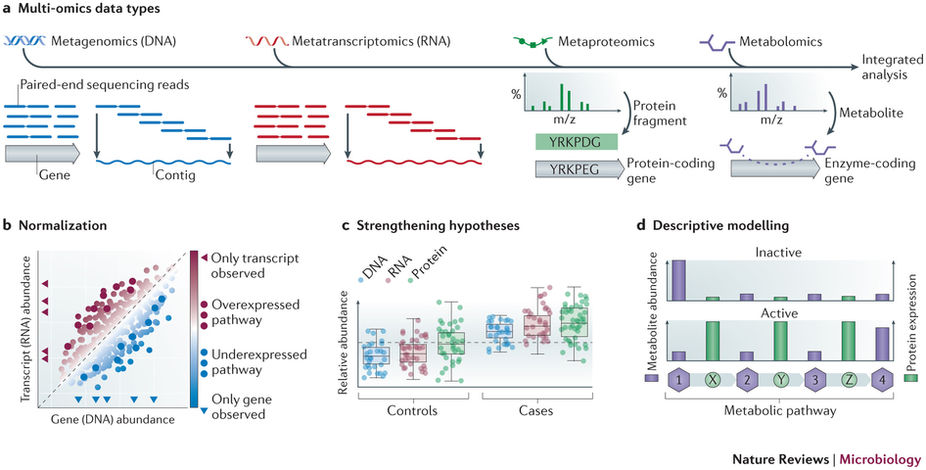 a Multi-omics data types
Metagenomics (DNA)
Metatranscriptomics (RNA)
Metaproteomics
Metabolomics
Integrated
analysis
Paired-end sequencing reads
Gene
Contig
%
m/z
Protein
fragment
YRKPDG
YRKPEG
Protein-coding
gene
%
m/z
Metabolite
Enzyme-coding
gene
b Normalization
Transcript (RNA) abundance
Gene (DNA) abundance
Only transcript
observed
Overexpressed
pathway
Underexpressed
pathway
Only gene
observed
c Strengthening hypotheses
DNA
RNA
Protein
Relative abundance
Controls
Cases
d Descriptive modelling
Metabolite abundance
Inactive
Active
Protein expression
1 X 2 Y 3 Z 4
Metabolic pathway
Nature Reviews | Microbiology